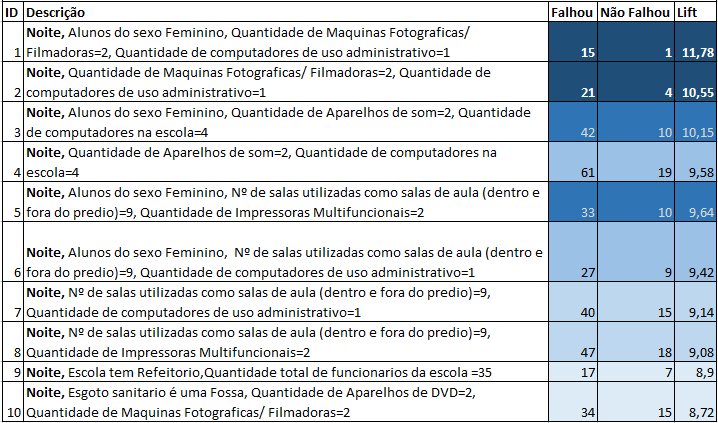 ID Descrição Falhou Não Falhou Lift
Noite, Alunos do sexo Feminino, Quantidade de Maquinas Fotograficas/
1 Filmadoras=2, Quantidade de computadores de uso administrativo=1 15 1 11,78
Noite, Quantidade de Maquinas Fotograficas/ Filmadoras=2, Quantidade de
2 computadores de uso administrativo=1 21 4 10,55
Noite, Alunos do sexo Feminino, Quantidade de Aparelhos de som=2, Quantidade
3 de computadores na escola=4 42 10 10,15
Noite, Quantidade de Aparelhos de som=2, Quantidade de computadores na
4 escola=4 61 19 9,58
Noite, Alunos do sexo Feminino, Nº de salas utilizadas como salas de aula (dentro e
5 fora do predio)=9, Quantidade de Impressoras Multifuncionais=2 33 10 9,64
Noite, Alunos do sexo Feminino, Nº de salas utilizadas como salas de aula (dentro e
6 fora do predio)=9, Quantidade de computadores de uso administrativo=1 27 9 9,42
Noite, Nº de salas utilizadas como salas de aula (dentro e fora do predio)=9,
7 Quantidade de computadores de uso administrativo=1 40 15 9,14
Noite, Nº de salas utilizadas como salas de aula (dentro e fora do predio)=9,
8 Quantidade de Impressoras Multifuncionais=2 47 18 9,08
9 Noite, Escola tem Refeitorio,Quantidade total de funcionarios da escola =35 17 7 8,9
Noite, Esgoto sanitario é uma Fossa, Quantidade de Aparelhos de DVD=2,
10 Quantidade de Maquinas Fotograficas/ Filmadoras=2 34 15 8,72